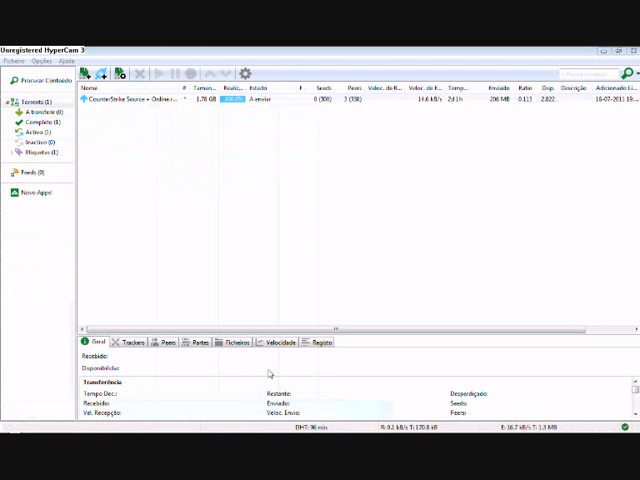 Unregistered HyperCam 3
Ficheiro Opções Ajuda
Procurar Conteúdo
Torrents (1)
A transferir (0)
Completo (1)
Activo (1)
Inactivo (0)
Etiquetas (1)
Feeds (0)
Novo Apps!
Nome # Taman... Realiz... Estado Seeds Peers Veloc. de R... Veloc. de E... Temp... Enviado Ratio Disp. Descrição Adicionado
CounterStrike Source + Online.r... * 1.78 GB 100.0% A enviar 0 (300) 3 (338) 14.6 kB/s 2d 1h 206 MB 0.113 2.822 16-07-2011 19:...
Geral Trackers Peers Partes Ficheiros Velocidade Registo
Recebido:
Disponibilidas
Transferência
Tempo Dec.: Restante: Desperdiçado:
Recebido: Enviado: Seeds:
Vel. Recepção: Veloc. Envio: Peers:
DHT: 96 nós R: 0.1 kB/s T: 170.8 kB E: 16.7 kB/s T: 1.3 MB